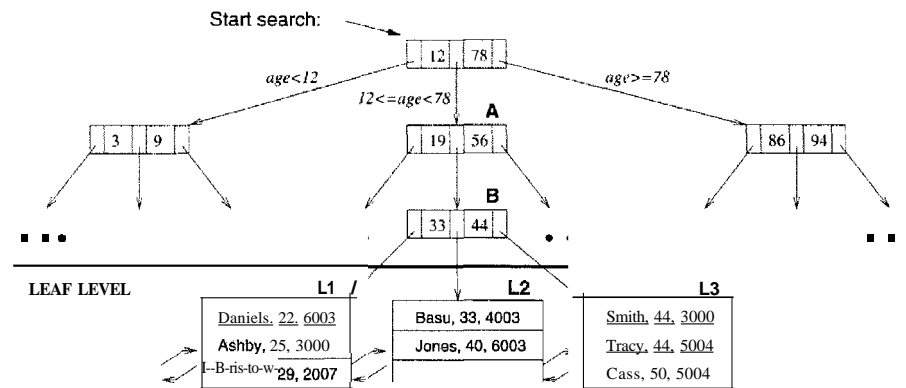 Start search:
12 78
age<12
12<=age<78
age>=78
A
3 9
19 56
86 94
B
33 44
LEAF LEVEL
L1
L2
L3
Daniels. 22. 6003
Ashby, 25, 3000
I--B-ris-to-w-~29, 2007
Basu, 33, 4003
Jones, 40, 6003
Smith, 44, 3000
Tracy, 44, 5004
Cass, 50, 5004